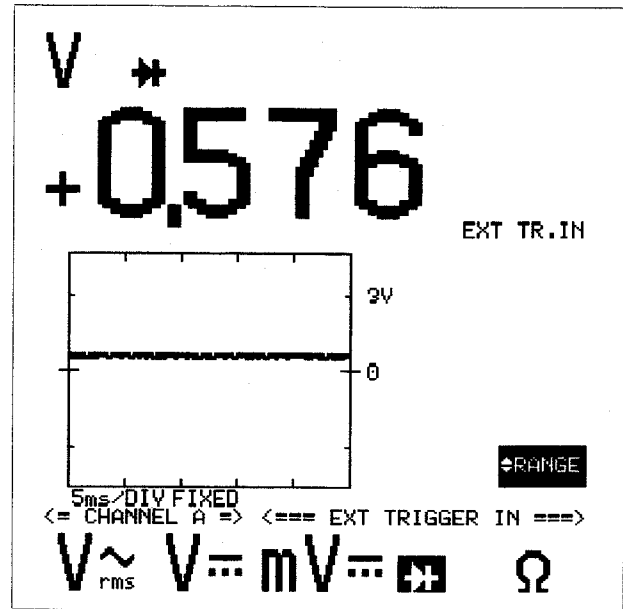 V
+0,576
EXT TR.IN
3V
0
RANGE
5ms/DIV FIXED
<= CHANNEL A => <=== EXT TRIGGER IN ===>
V rms V mV Ω